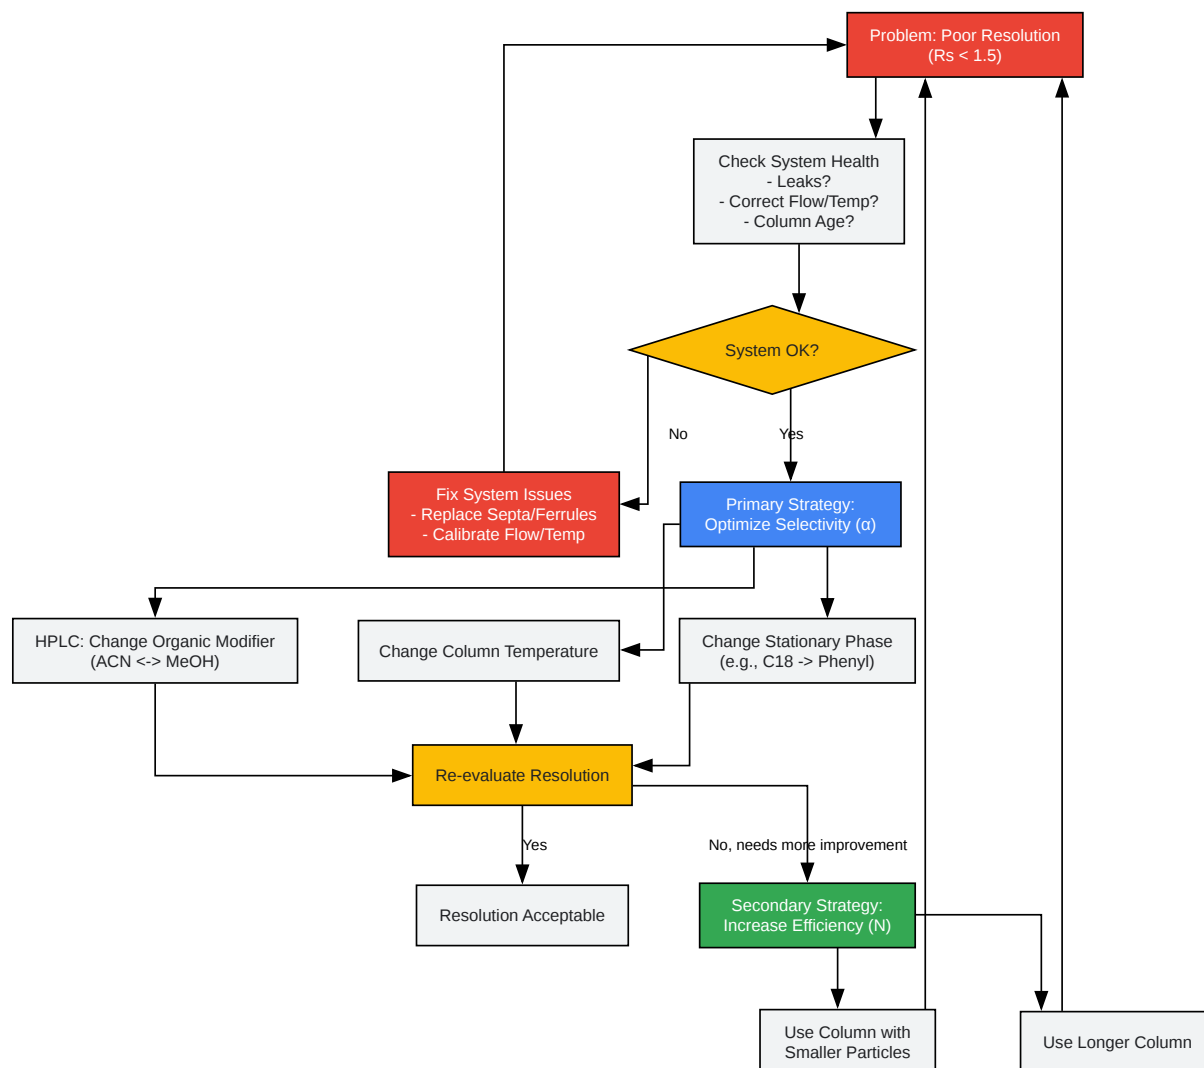 Problem: Poor Resolution
(Rs < 1.5)
Check System Health
- Leaks?
- Correct Flow/Temp?
- Column Age?
System OK?
No
Yes
Fix System Issues
- Replace Septa/Ferrules
- Calibrate Flow/Temp
Primary Strategy:
Optimize Selectivity (α)
HPLC: Change Organic Modifier
(ACN <-> MeOH)
Change Column Temperature
Change Stationary Phase
(e.g., C18 -> Phenyl)
Re-evaluate Resolution
Yes
No, needs more improvement
Resolution Acceptable
Secondary Strategy:
Increase Efficiency (N)
Use Column with
Smaller Particles
Use Longer Column